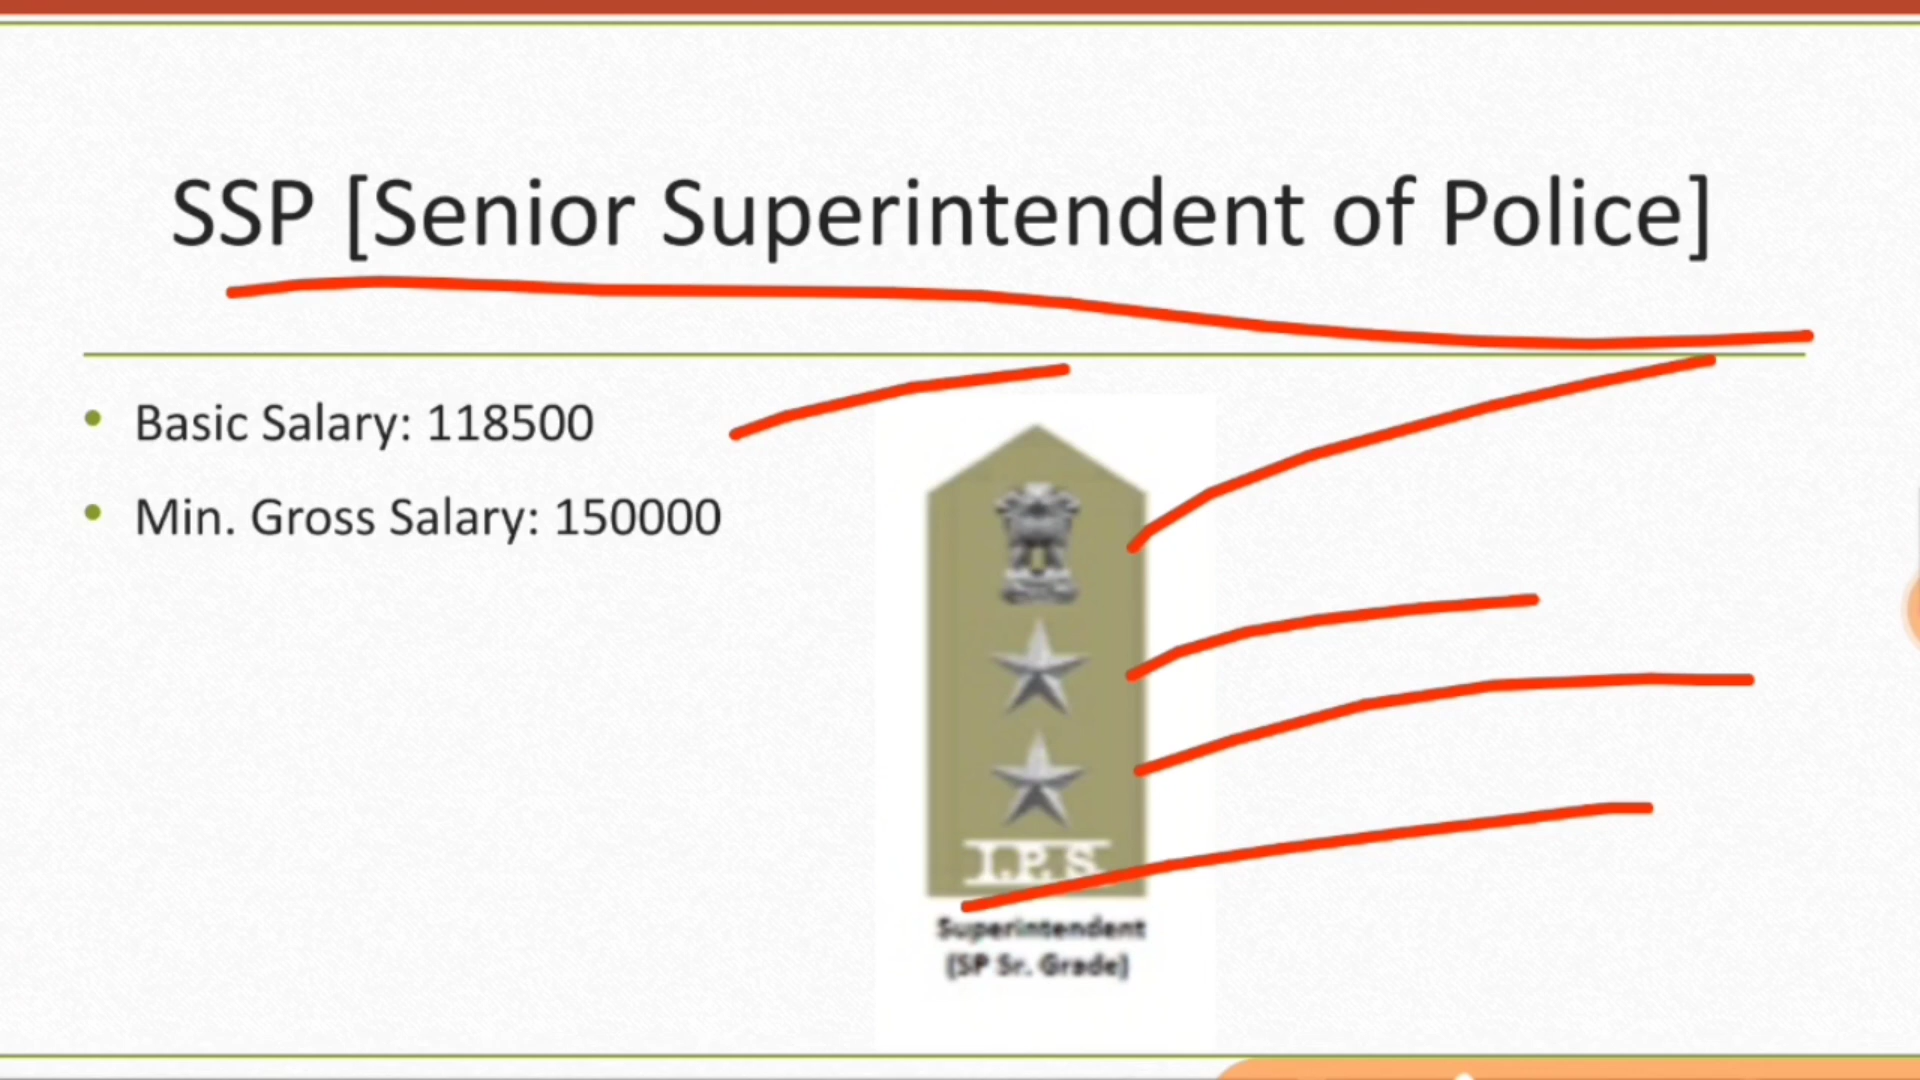 SSP [Senior Superintendent of Police]
Basic Salary: 118500
Min. Gross Salary: 150000
I.P.S
Superintendent
(SP Sr. Grade)